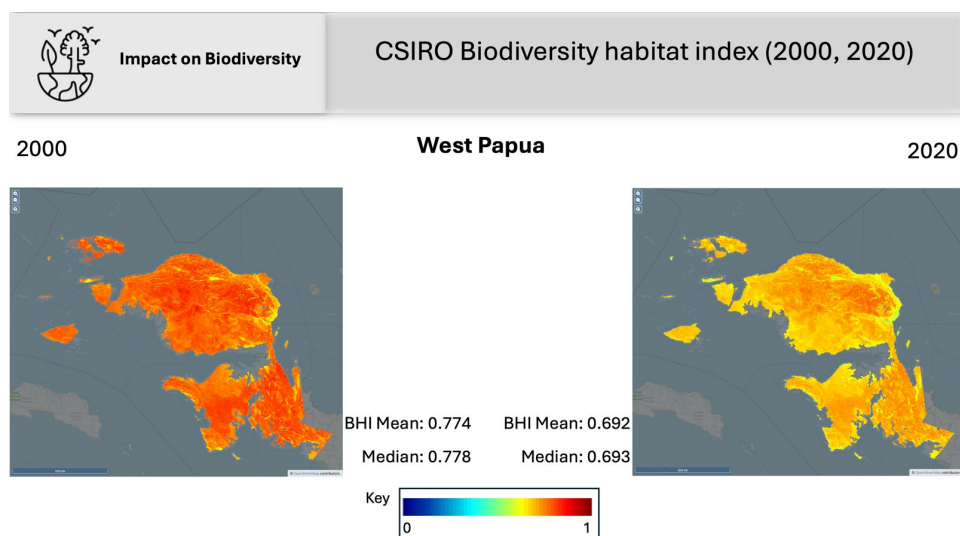 Impact on Biodiversity
CSIRO Biodiversity habitat index (2000, 2020)
2000
West Papua
2020
BHI Mean: 0.774
BHI Mean: 0.692
Median: 0.778
Median: 0.693
Key
0
1